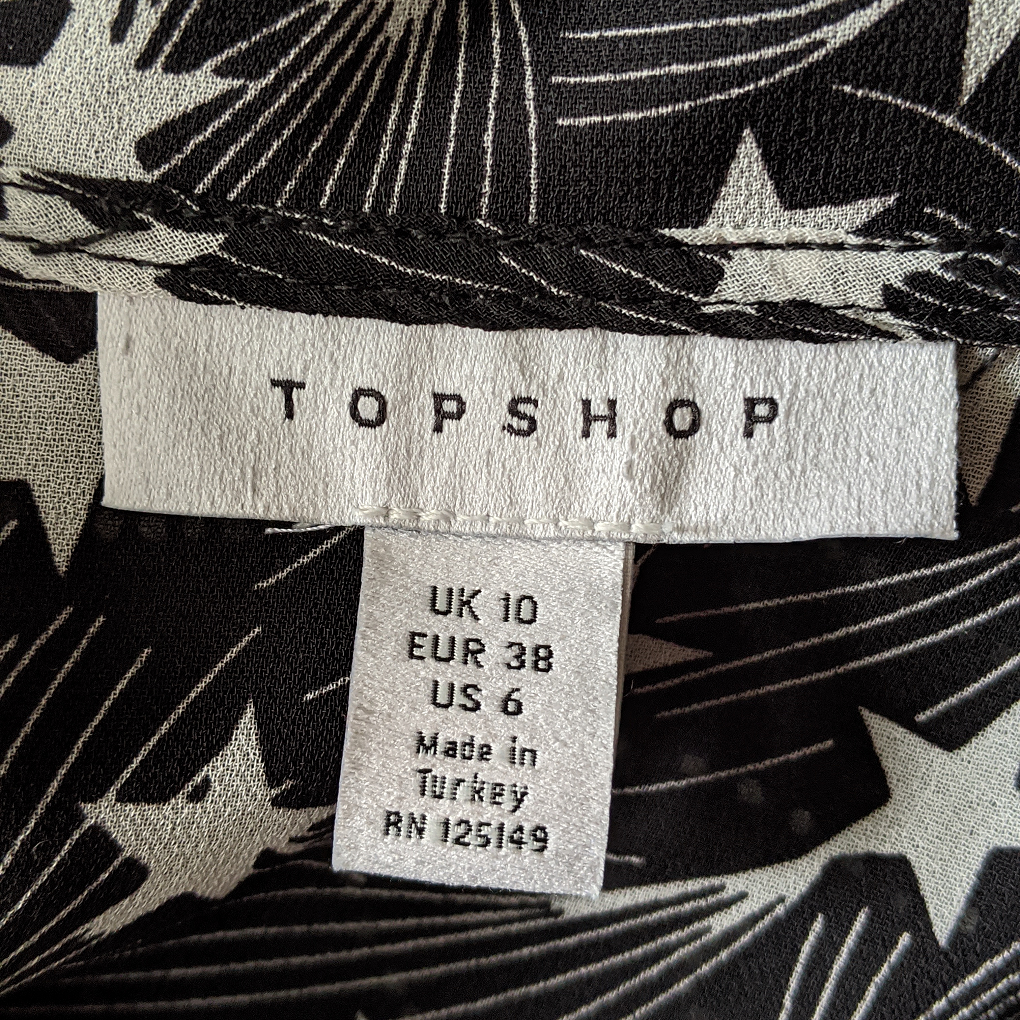 TOPSHOP
UK 10
EUR 38
US 6
Made in
Turkey
RN 125149